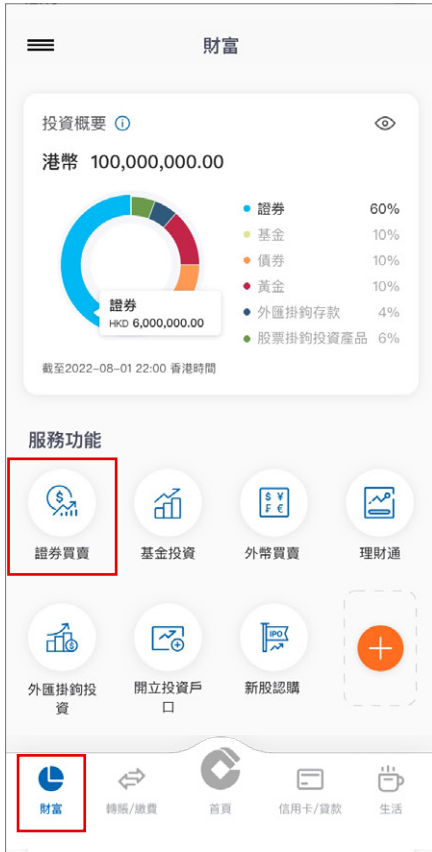 財富
投資概要
港幣 100,000,000.00
證券 60%
基金 10%
債券 10%
黃金 10%
外匯掛鉤存款 4%
股票掛鉤投資產品 6%
證券
HKD 6,000,000.00
截至2022-08-01 22:00 香港時間
服務功能
$
$ ¥
₣ €
證券買賣 基金投資 外幣買賣 理財通
$
IPO
外匯掛鉤投
資
開立投資戶
口
新股認購
財富 轉賬/繳費 首頁 信用卡/貸款 生活